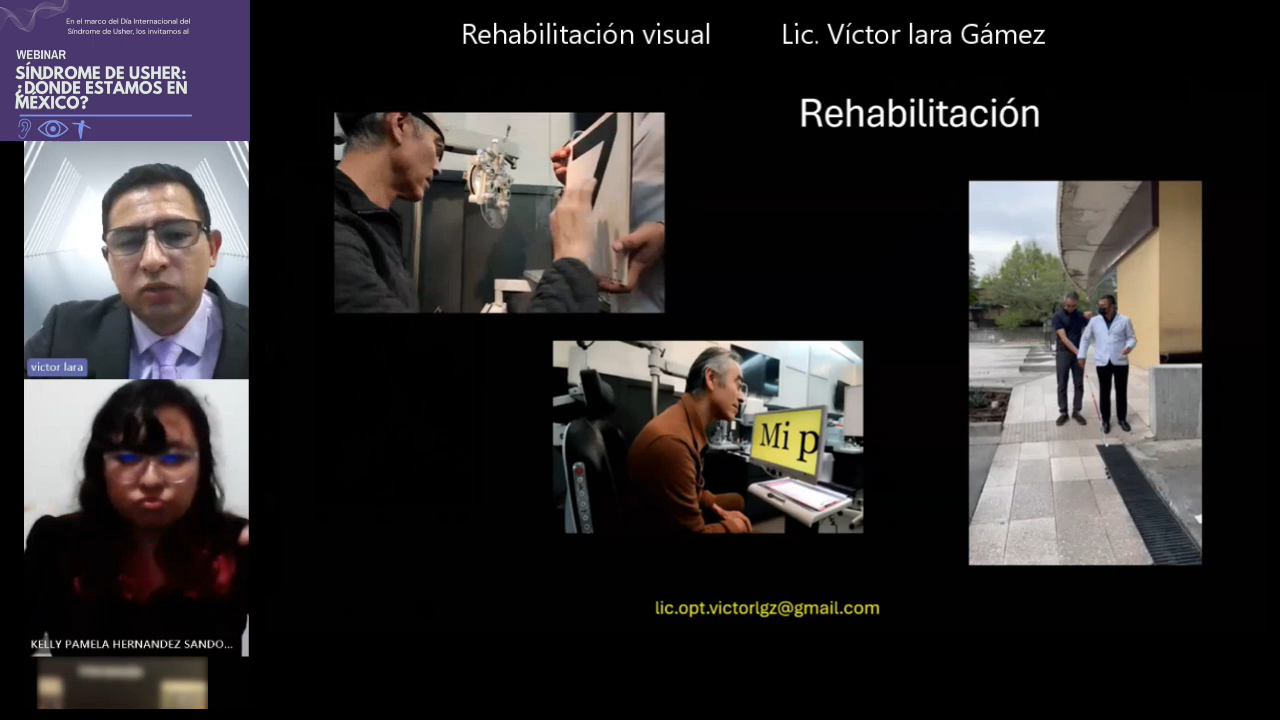 En el marco del Día Internacional del
Síndrome de Usher, los invitamos al
WEBINAR
SÍNDROME DE USHER:
¿DONDE ESTAMOS EN
MÉXICO?
Rehabilitación visual
Lic. Víctor lara Gámez
Rehabilitación
7
Mi p
lic.opt.victorlgz@gmail.com
victor lara
KELLY PAMELA HERNANDEZ SANDO...